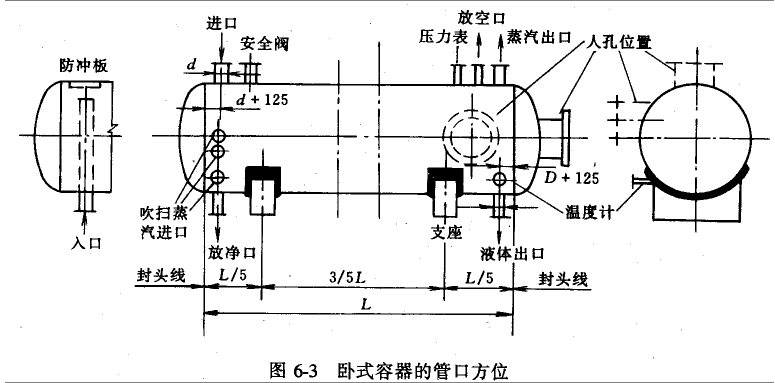 进口
放空口
安全阀
压力表
蒸汽出口
人孔位置
防冲板
d
d + 125
D + 125
吹扫蒸
汽进口
温度计
入口
放净口
支座
液体出口
封头线
L/5
3/5L
L/5
封头线
L
图 6-3 卧式容器的管口方位